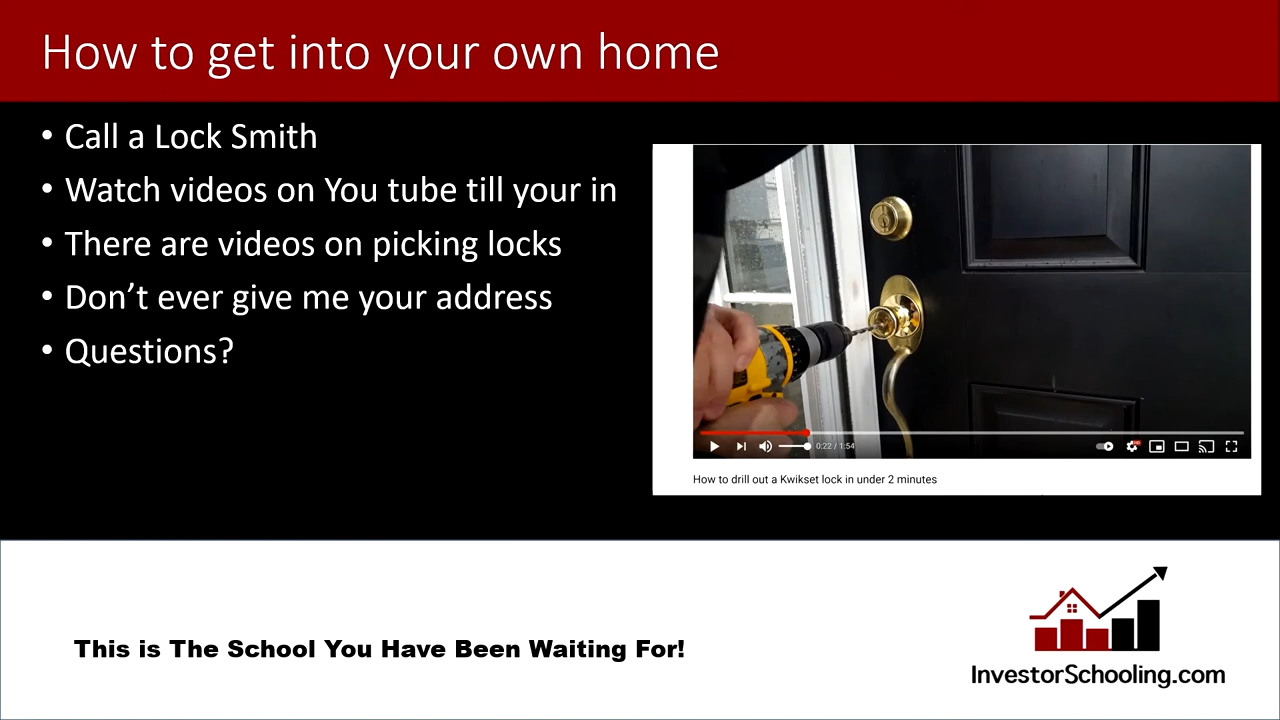 How to get into your own home
• Call a Lock Smith
• Watch videos on You tube till your in
• There are videos on picking locks
• Don’t ever give me your address
• Questions?
0:22 / 1:54
HD
How to drill out a Kwikset lock in under 2 minutes
This is The School You Have Been Waiting For!
InvestorSchooling.com